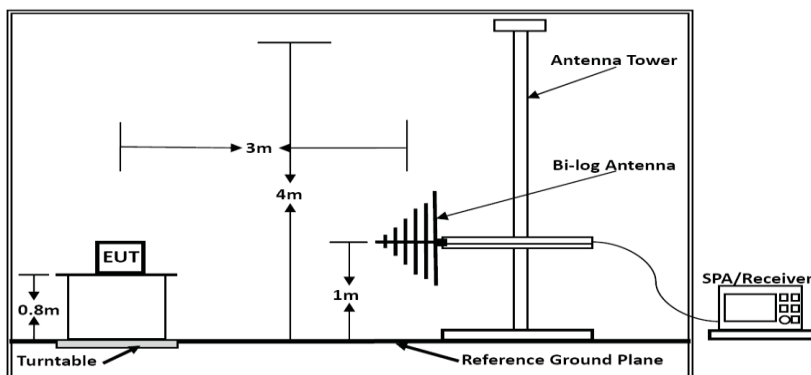 Antenna Tower
3m
Bi-log Antenna
4m
EUT
SPA/Receiver
0.8m
1m
Turntable
Reference Ground Plane